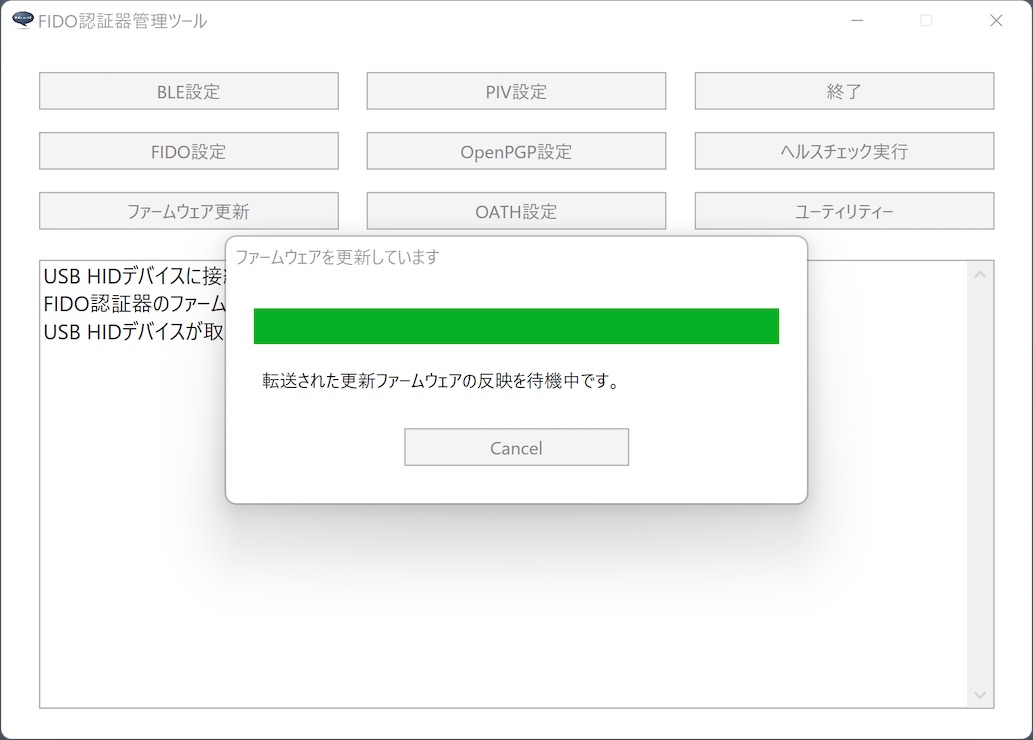 FIDO認証器管理ツール
BLE設定
PIV設定
終了
FIDO設定
OpenPGP設定
ヘルスチェック実行
ファームウェア更新
OATH設定
ユーティリティー
ファームウェアを更新しています
USB HIDデバイスに接
FIDO認証器のファーム
USB HIDデバイスが取
転送された更新ファームウェアの反映を待機中です。
Cancel